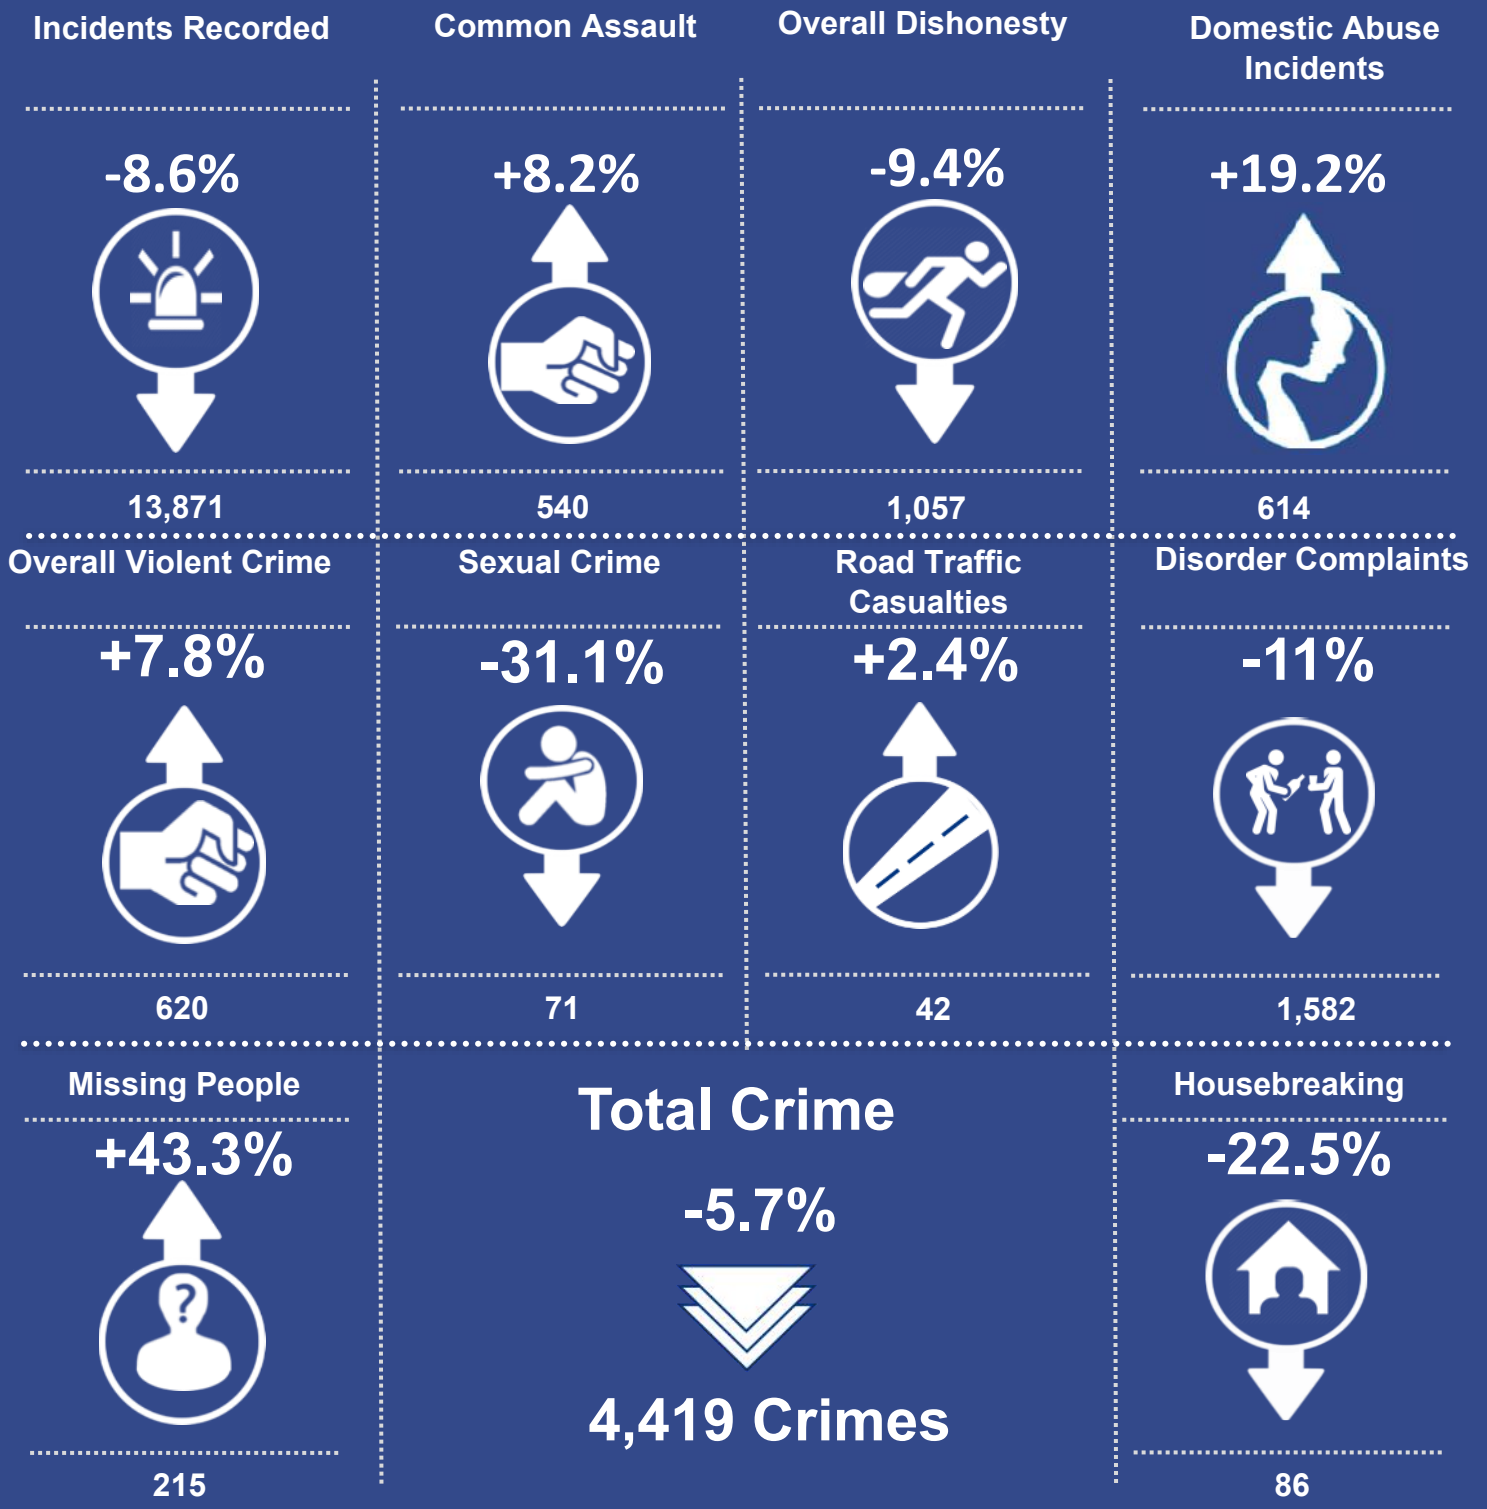 Incidents Recorded
-8.6%
13,871
Common Assault
+8.2%
540
Overall Dishonesty
-9.4%
1,057
Domestic Abuse
Incidents
+19.2%
614
Overall Violent Crime
+7.8%
620
Sexual Crime
-31.1%
71
Road Traffic
Casualties
+2.4%
42
Disorder Complaints
-11%
1,582
Missing People
+43.3%
?
215
Total Crime
-5.7%
4,419 Crimes
Housebreaking
-22.5%
86